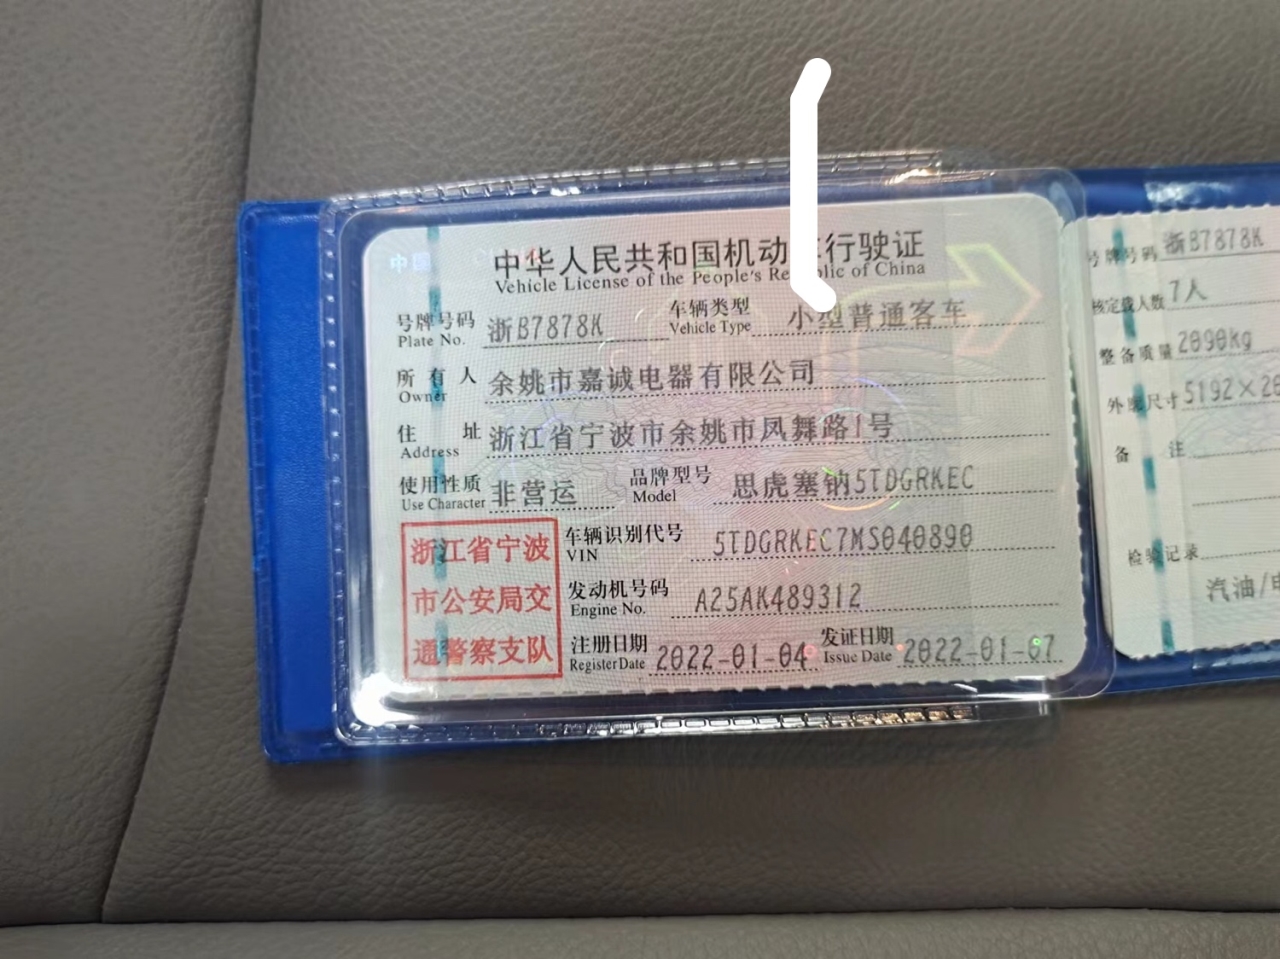 中华人民共和国机动车行驶证
Vehicle License of the People's Republic of China
号牌号码 浙B7878K 车辆类型 小型普通客车
Plate No. Vehicle Type
所有人 余姚市嘉诚电器有限公司
Owner
住址 浙江省宁波市余姚市凤舞路1号
Address
使用性质 非营运 品牌型号 思虎塞钠5TDGRKEC
Use Character Model
浙江省宁波
市公安局交
通警察支队
车辆识别代号 5TDGRKEC7MS040890
VIN
发动机号码 A25AK489312
Engine No.
注册日期 2022-01-04 发证日期 2022-01-07
Register Date Issue Date
号牌号码 浙B7878K
核定载人数 7人
整备质量 2090kg
外廓尺寸 5192×
备注
检验记录
汽油/